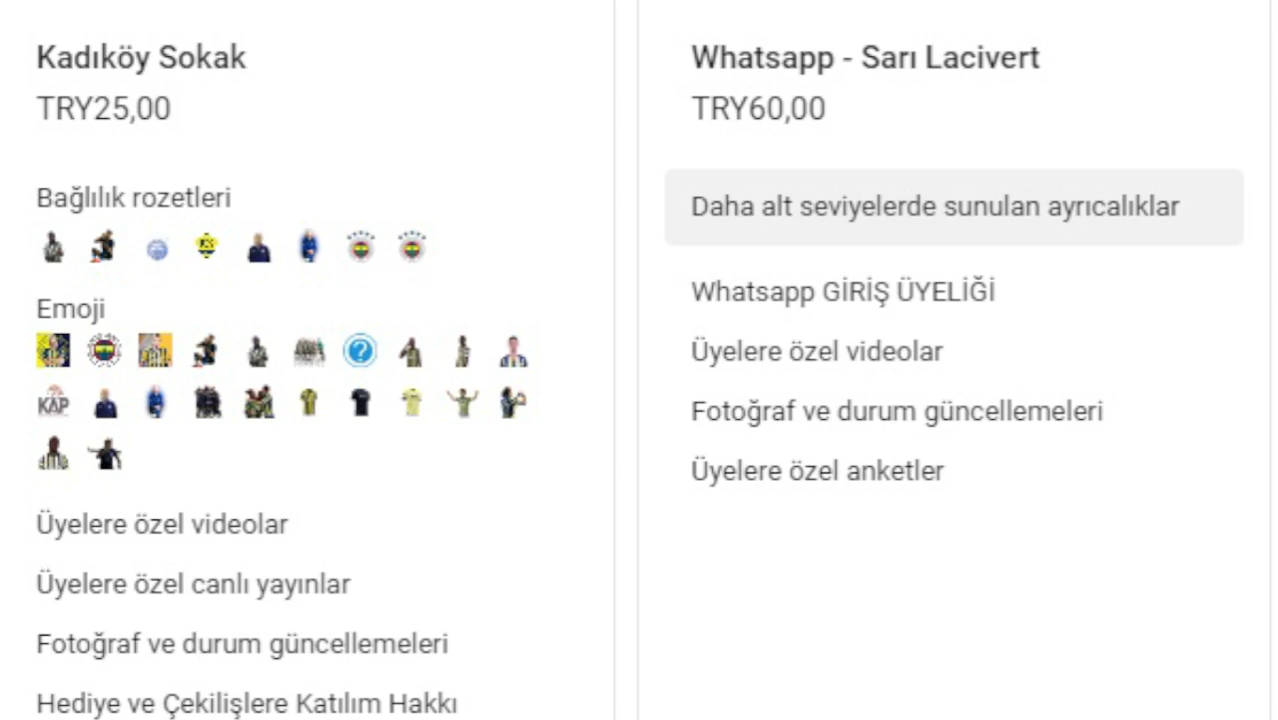 Kadıköy Sokak
TRY25,00
Bağlılık rozetleri
Emoji
KAP
Üyelere özel videolar
Üyelere özel canlı yayınlar
Fotoğraf ve durum güncellemeleri
Hediye ve Çekilişlere Katılım Hakkı
Whatsapp - Sarı Lacivert
TRY60,00
Daha alt seviyelerde sunulan ayrıcalıklar
Whatsapp GİRİŞ ÜYELİĞİ
Üyelere özel videolar
Fotoğraf ve durum güncellemeleri
Üyelere özel anketler